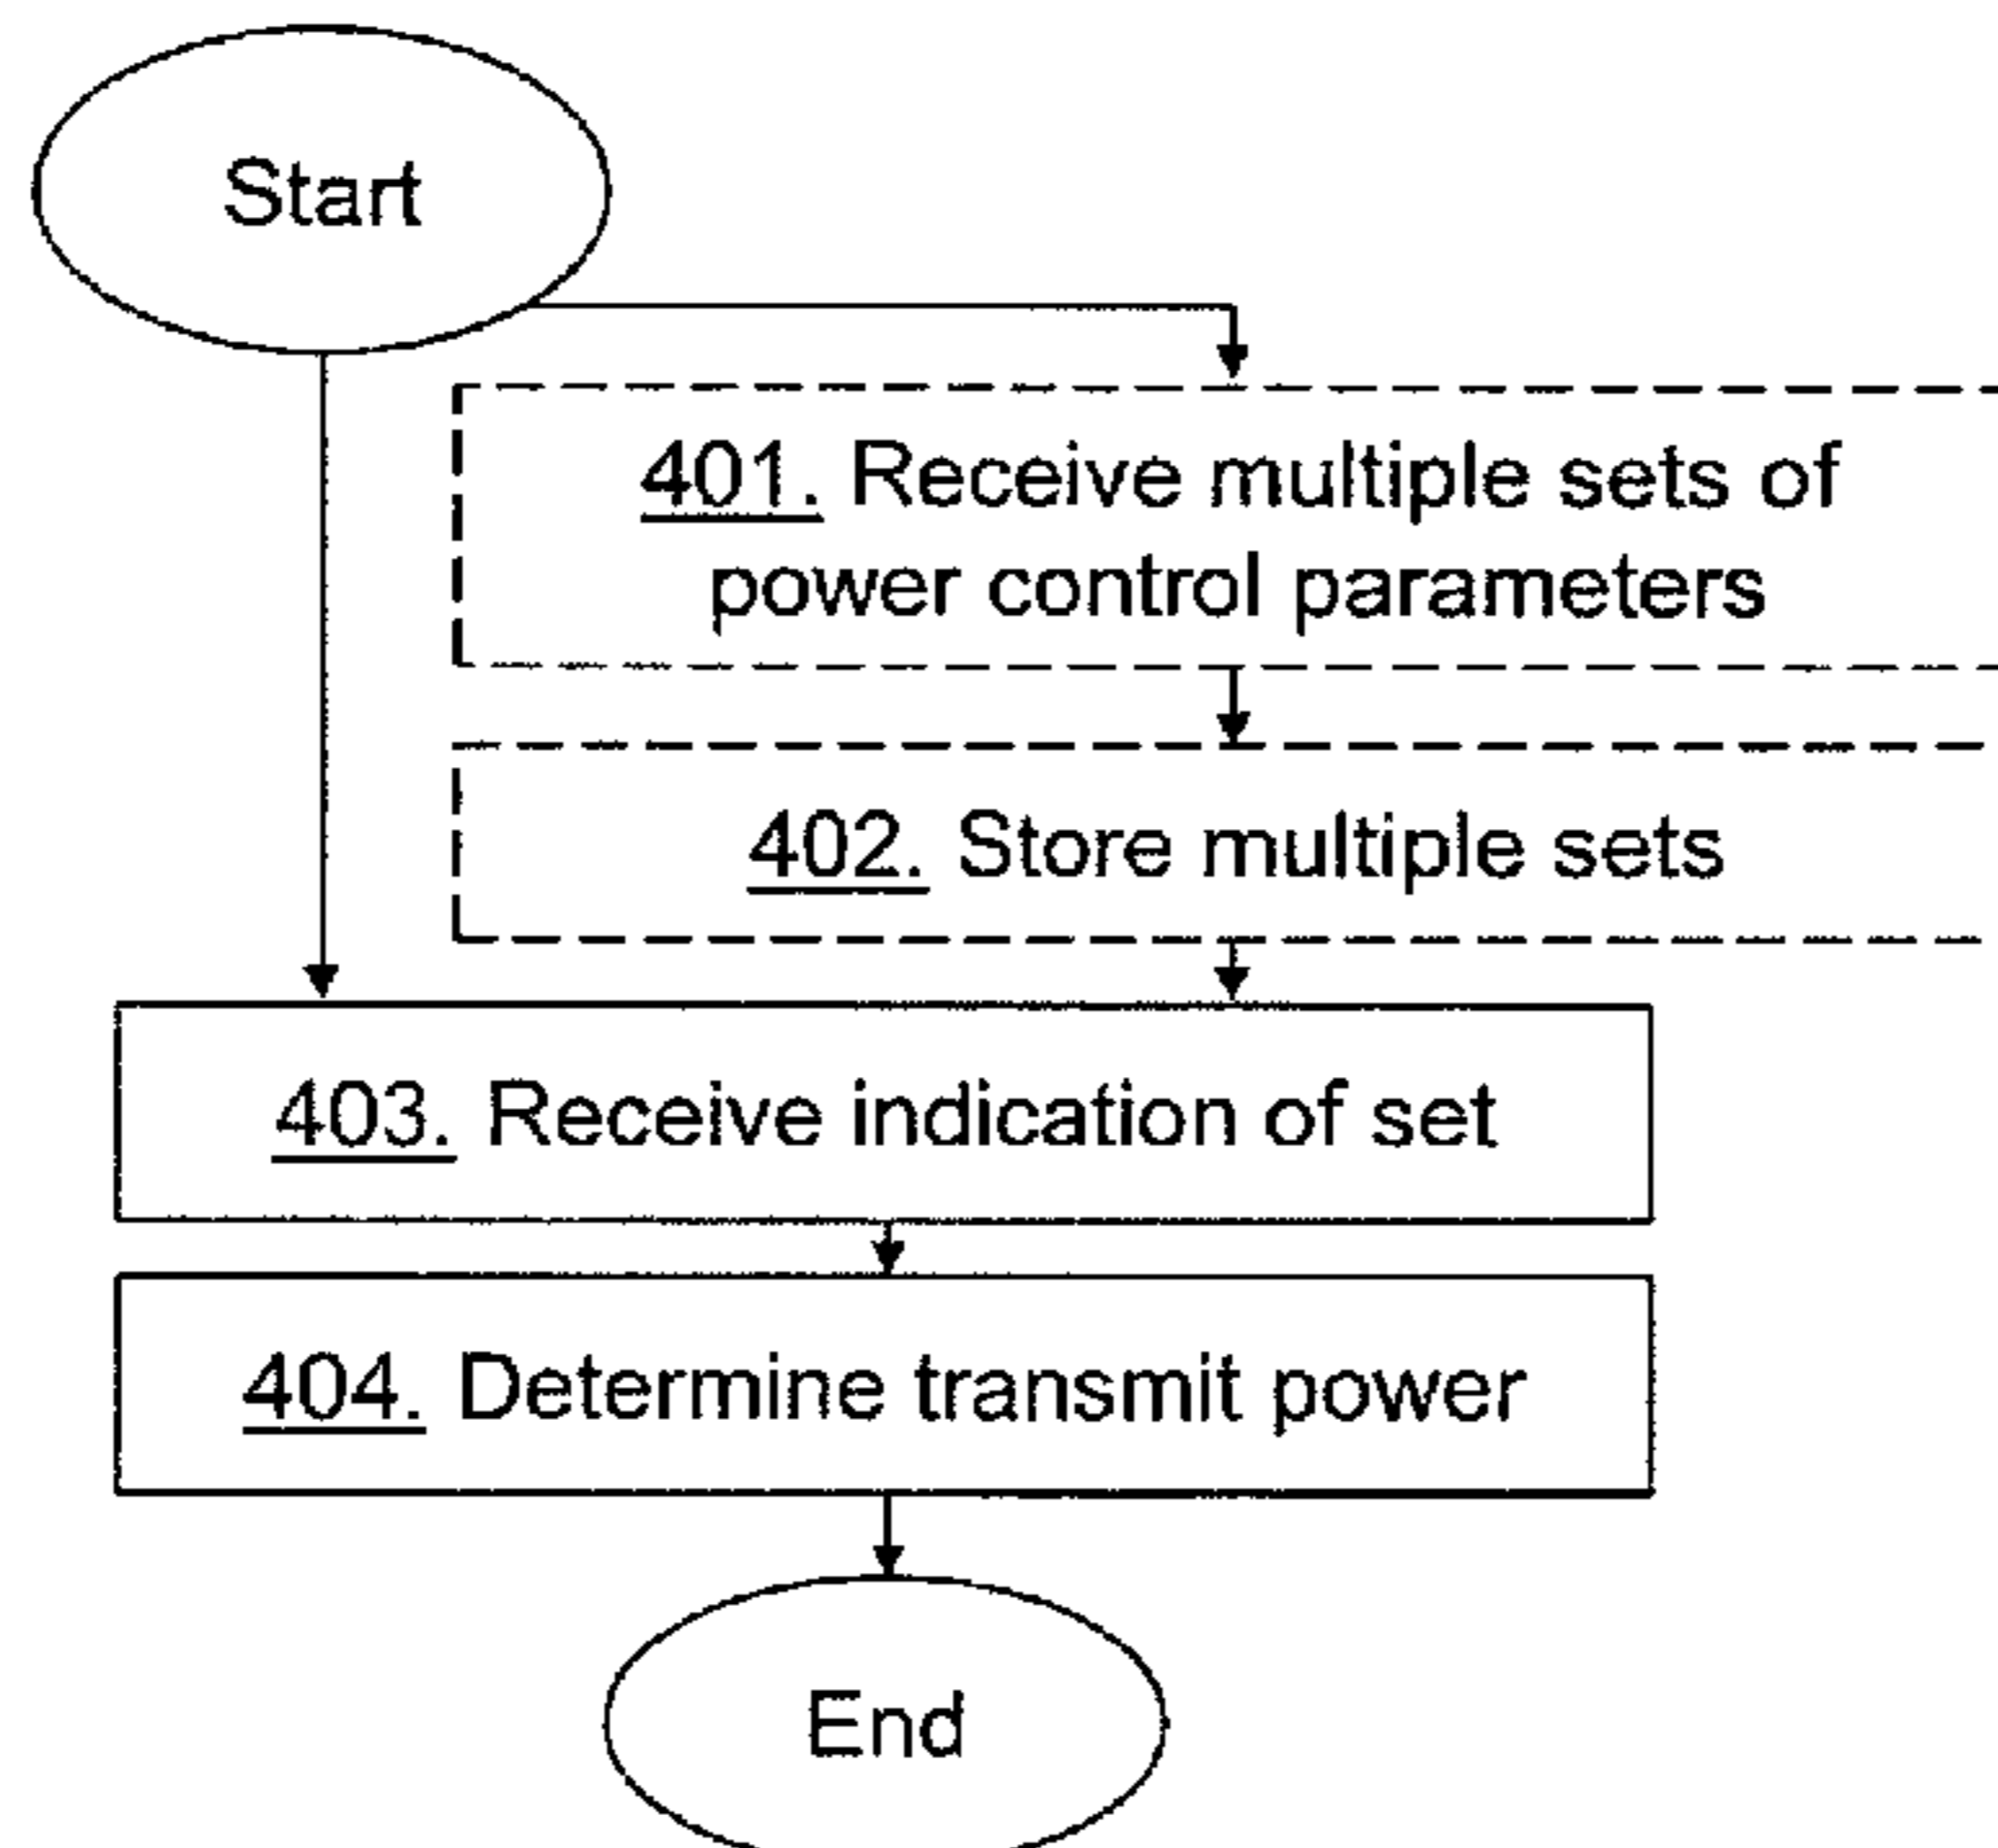 Start
401. Receive multiple sets of
power control parameters
402. Store multiple sets
403. Receive indication of set
404. Determine transmit power
End